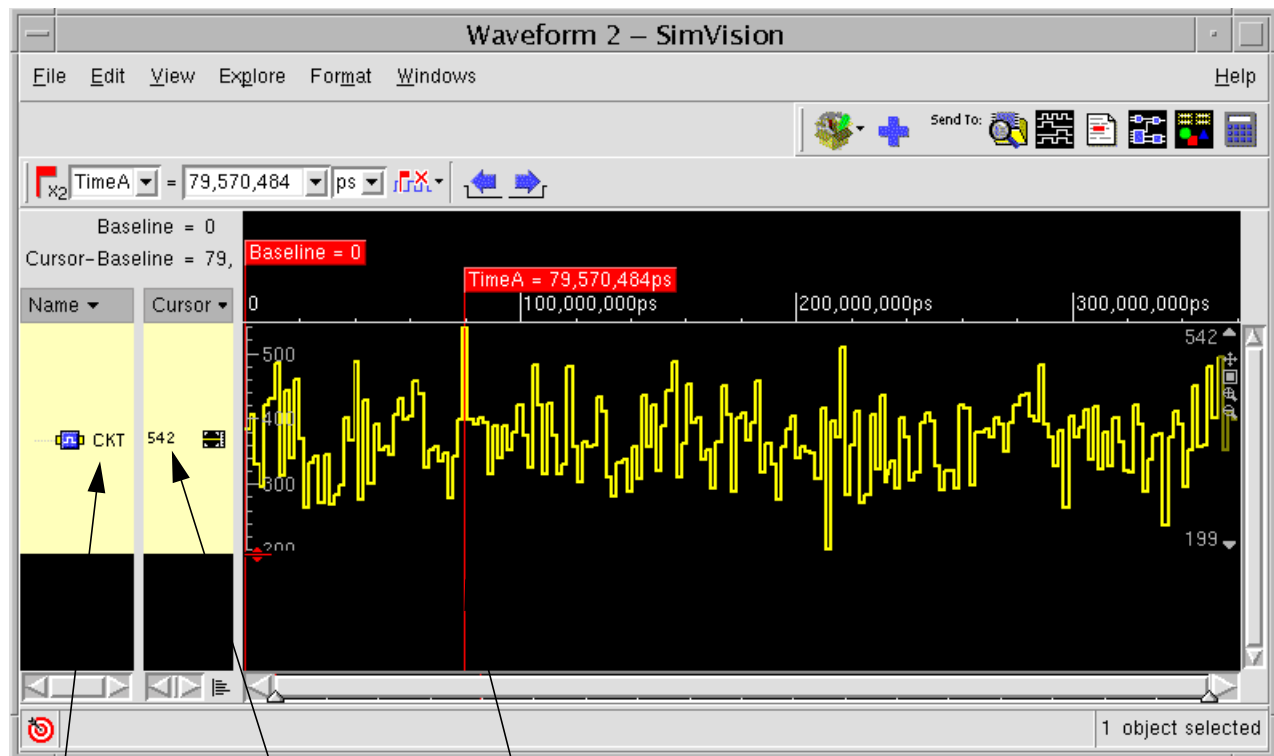 Waveform 2 – SimVision
File Edit View Explore Format Windows Help
Send To:
x2 TimeA = 79,570,484 ps
Baseline = 0
Cursor-Baseline = 79,
Baseline = 0
TimeA = 79,570,484ps
Name Cursor 0 100,000,000ps 200,000,000ps 300,000,000ps
542
500
400
CKT 542
300
199
200
1 object selected